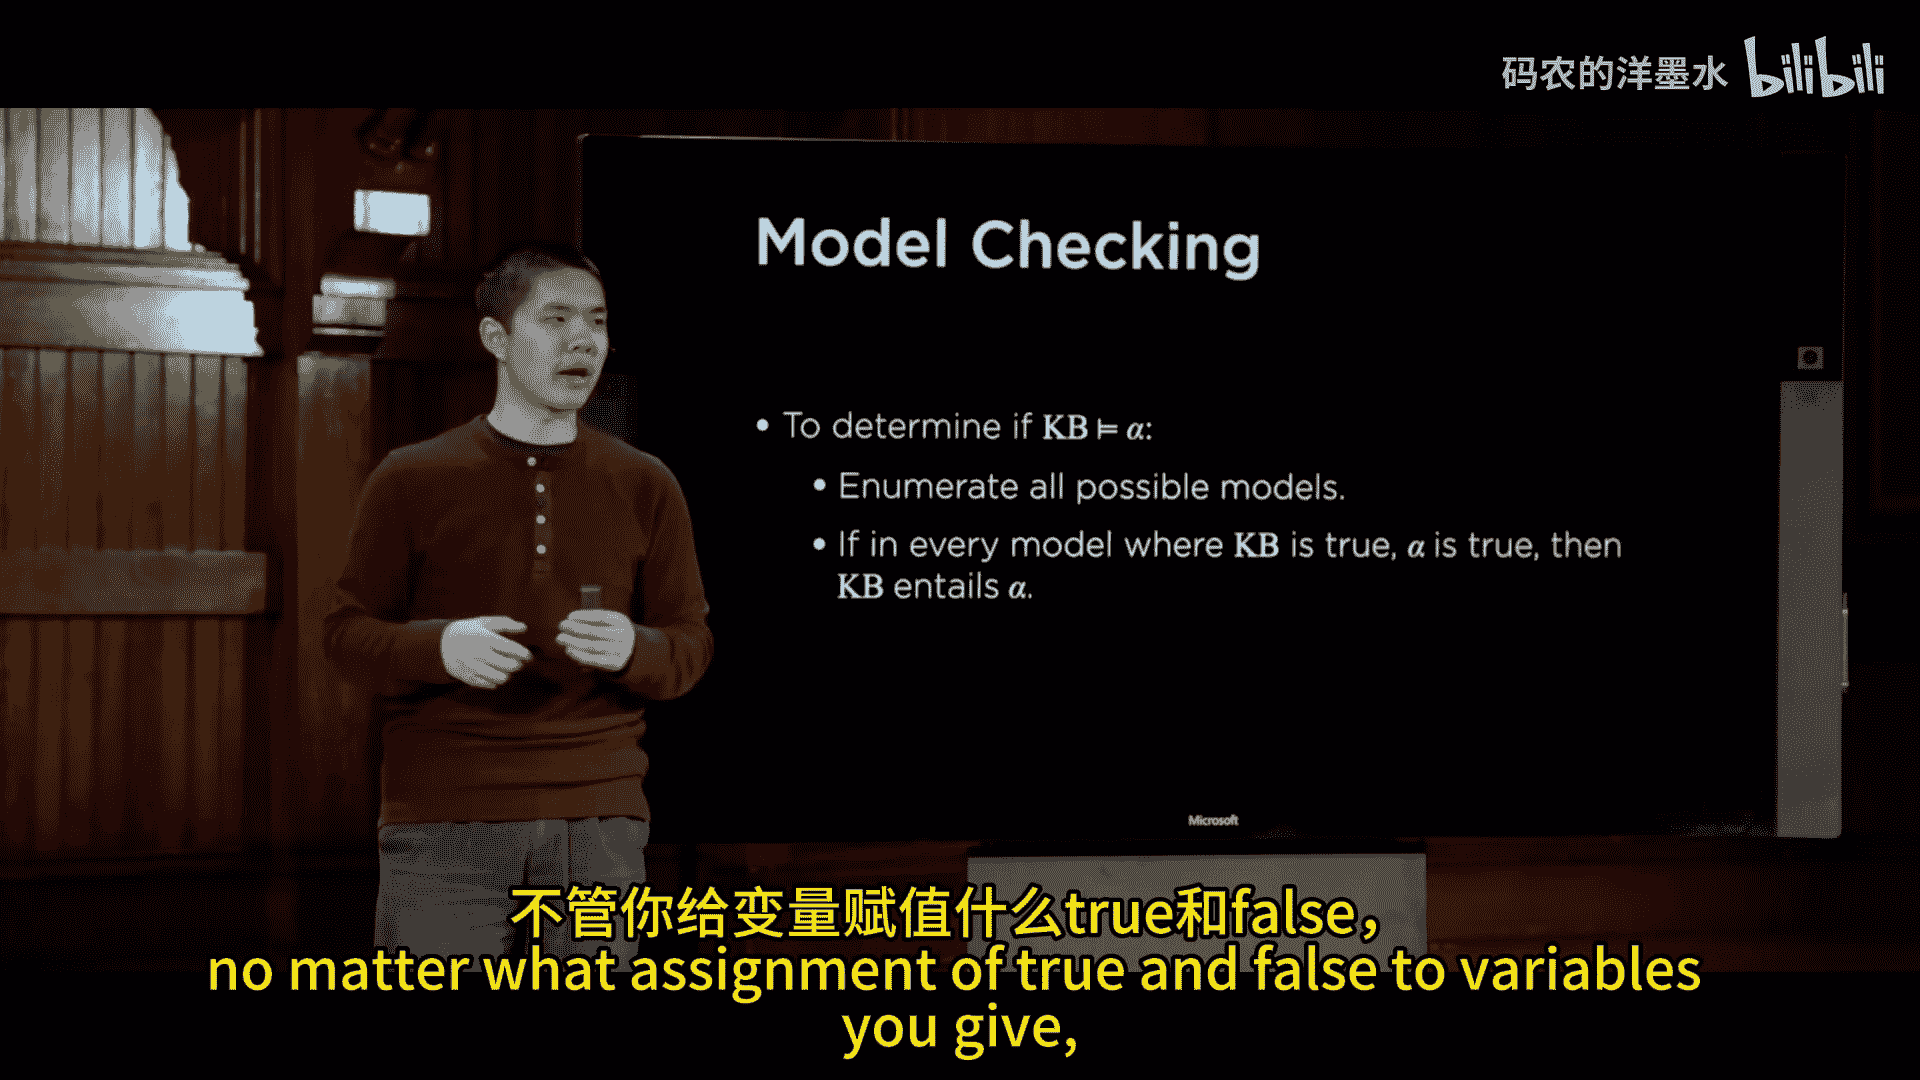 码农的洋墨水 bilibili
Model Checking
• To determine if KB ⊨ α:
• Enumerate all possible models.
• If in every model where KB is true, α is true, then
KB entails α.
Microsoft
不管你给变量赋值什么true和false，
no matter what assignment of true and false to variables
you give,